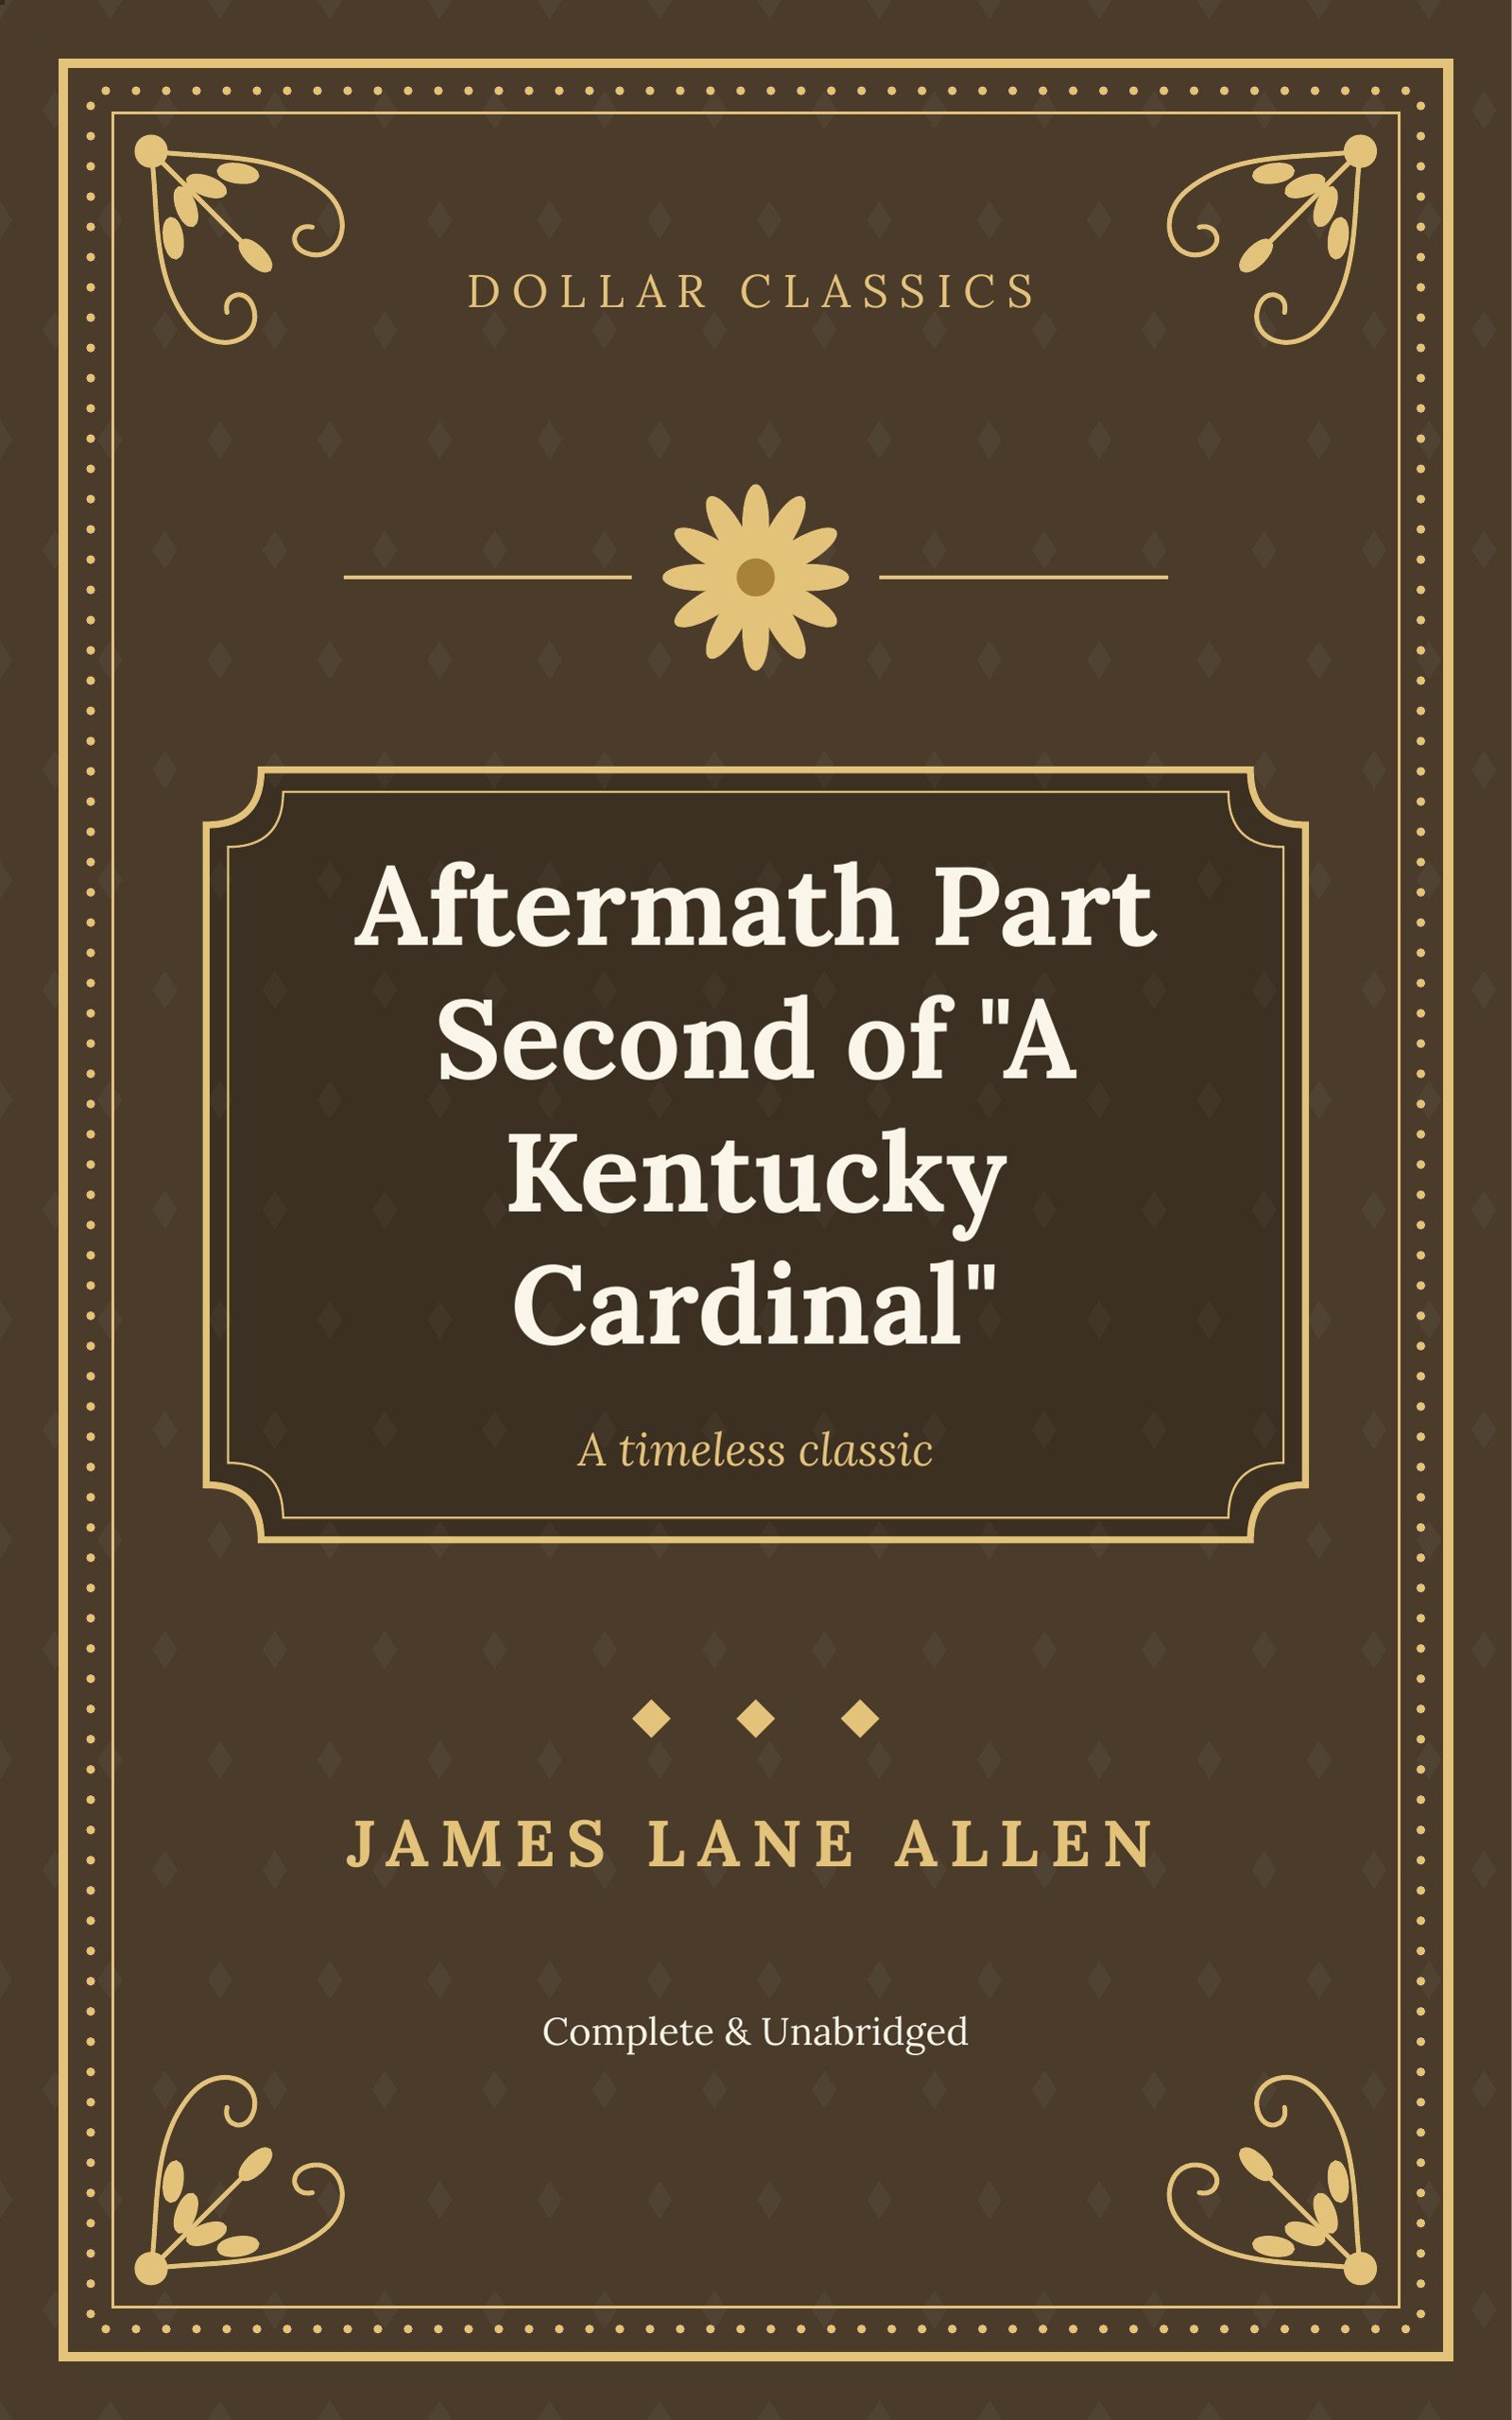 DOLLAR CLASSICS
Aftermath Part
Second of "A
Kentucky
Cardinal"
A timeless classic
JAMES LANE ALLEN
Complete & Unabridged